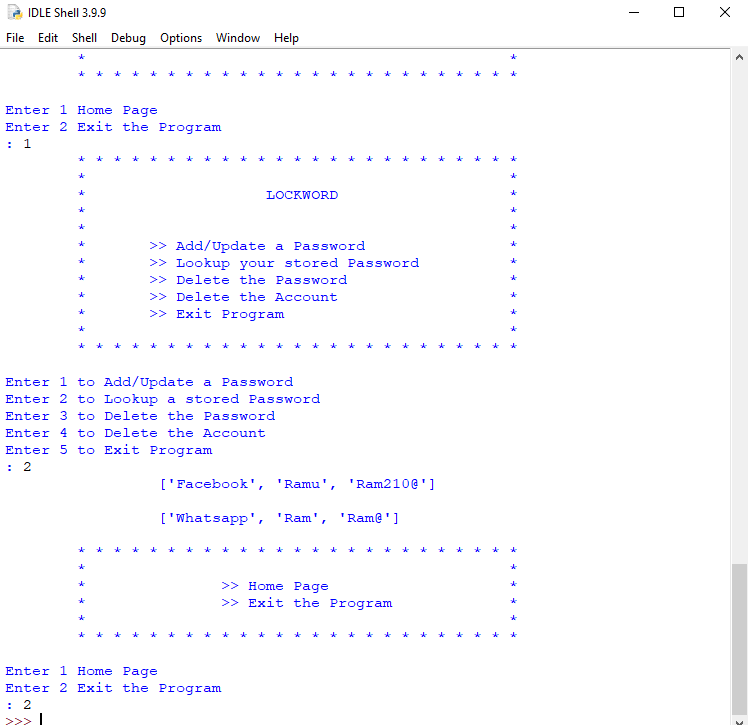 IDLE Shell 3.9.9
File Edit Shell Debug Options Window Help
* *
* * * * * * * * * * * * * * * * * * * * * * * * *
Enter 1 Home Page
Enter 2 Exit the Program
: 1
* * * * * * * * * * * * * * * * * * * * * * * * *
* *
* LOCKWORD *
* *
* *
* >> Add/Update a Password *
* >> Lookup your stored Password *
* >> Delete the Password *
* >> Delete the Account *
* >> Exit Program *
* *
* * * * * * * * * * * * * * * * * * * * * * * * *
Enter 1 to Add/Update a Password
Enter 2 to Lookup a stored Password
Enter 3 to Delete the Password
Enter 4 to Delete the Account
Enter 5 to Exit Program
: 2
['Facebook', 'Ramu', 'Ram210@']
['Whatsapp', 'Ram', 'Ram@']
* * * * * * * * * * * * * * * * * * * * * * * * *
* *
* >> Home Page *
* >> Exit the Program *
* *
* * * * * * * * * * * * * * * * * * * * * * * * *
Enter 1 Home Page
Enter 2 Exit the Program
: 2
>>>